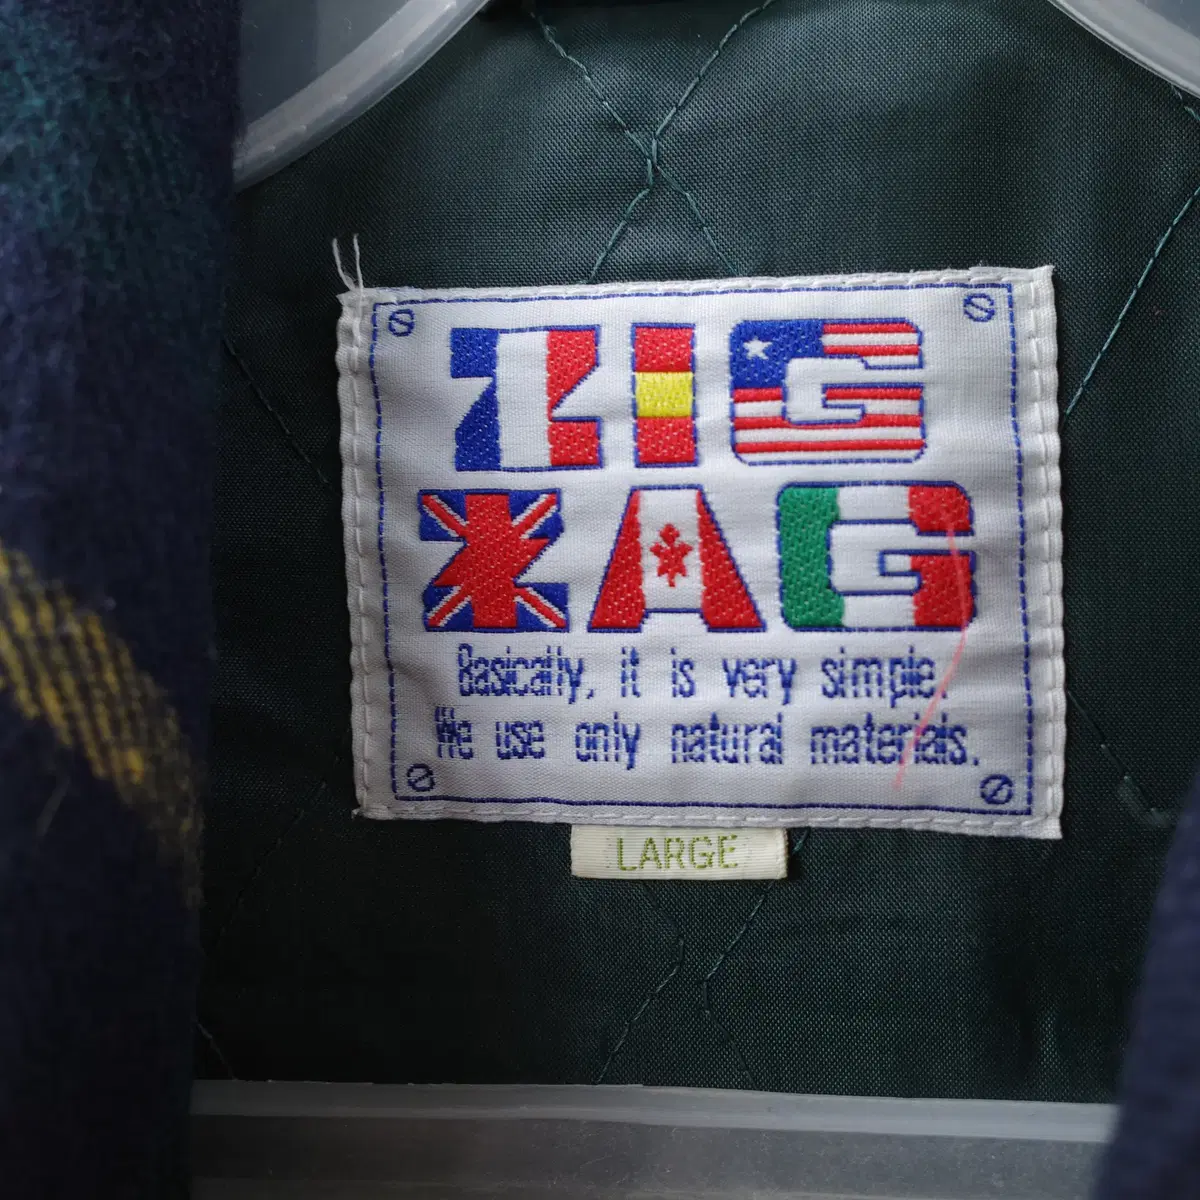 ZIG
ZAG
Basically, it is very simple.
We use only natural materials.
LARGE